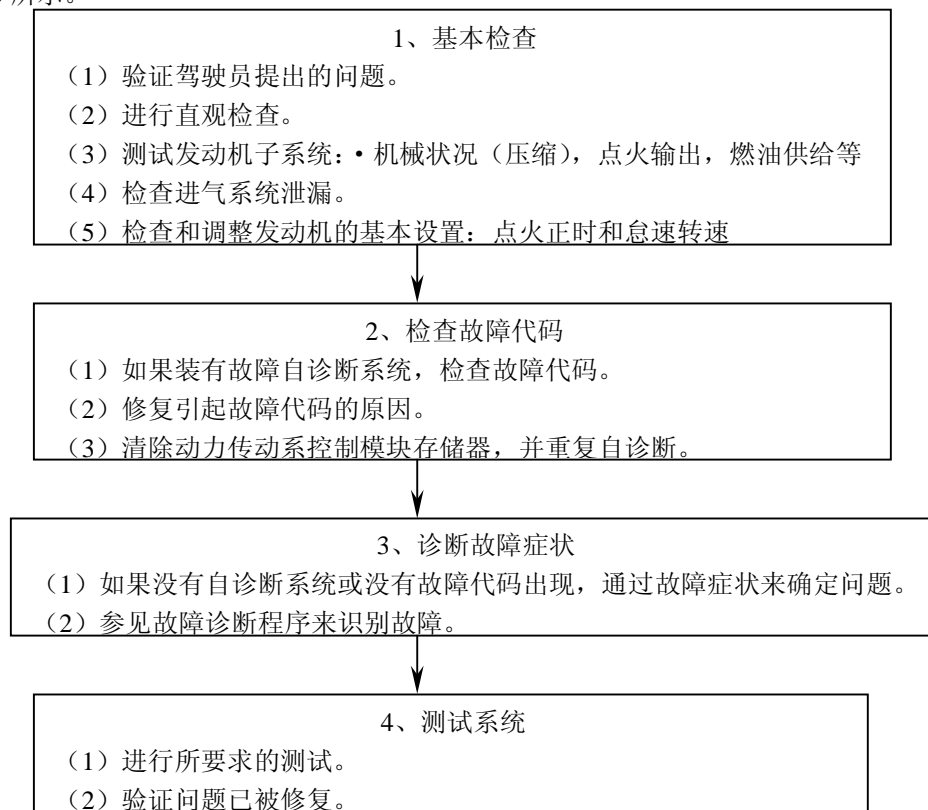 所示。
1、基本检查
（1）验证驾驶员提出的问题。
（2）进行直观检查。
（3）测试发动机子系统：• 机械状况（压缩），点火输出，燃油供给等
（4）检查进气系统泄漏。
（5）检查和调整发动机的基本设置：点火正时和怠速转速
2、检查故障代码
（1）如果装有故障自诊断系统，检查故障代码。
（2）修复引起故障代码的原因。
（3）清除动力传动系控制模块存储器，并重复自诊断。
3、诊断故障症状
（1）如果没有自诊断系统或没有故障代码出现，通过故障症状来确定问题。
（2）参见故障诊断程序来识别故障。
4、测试系统
（1）进行所要求的测试。
（2）验证问题已被修复。